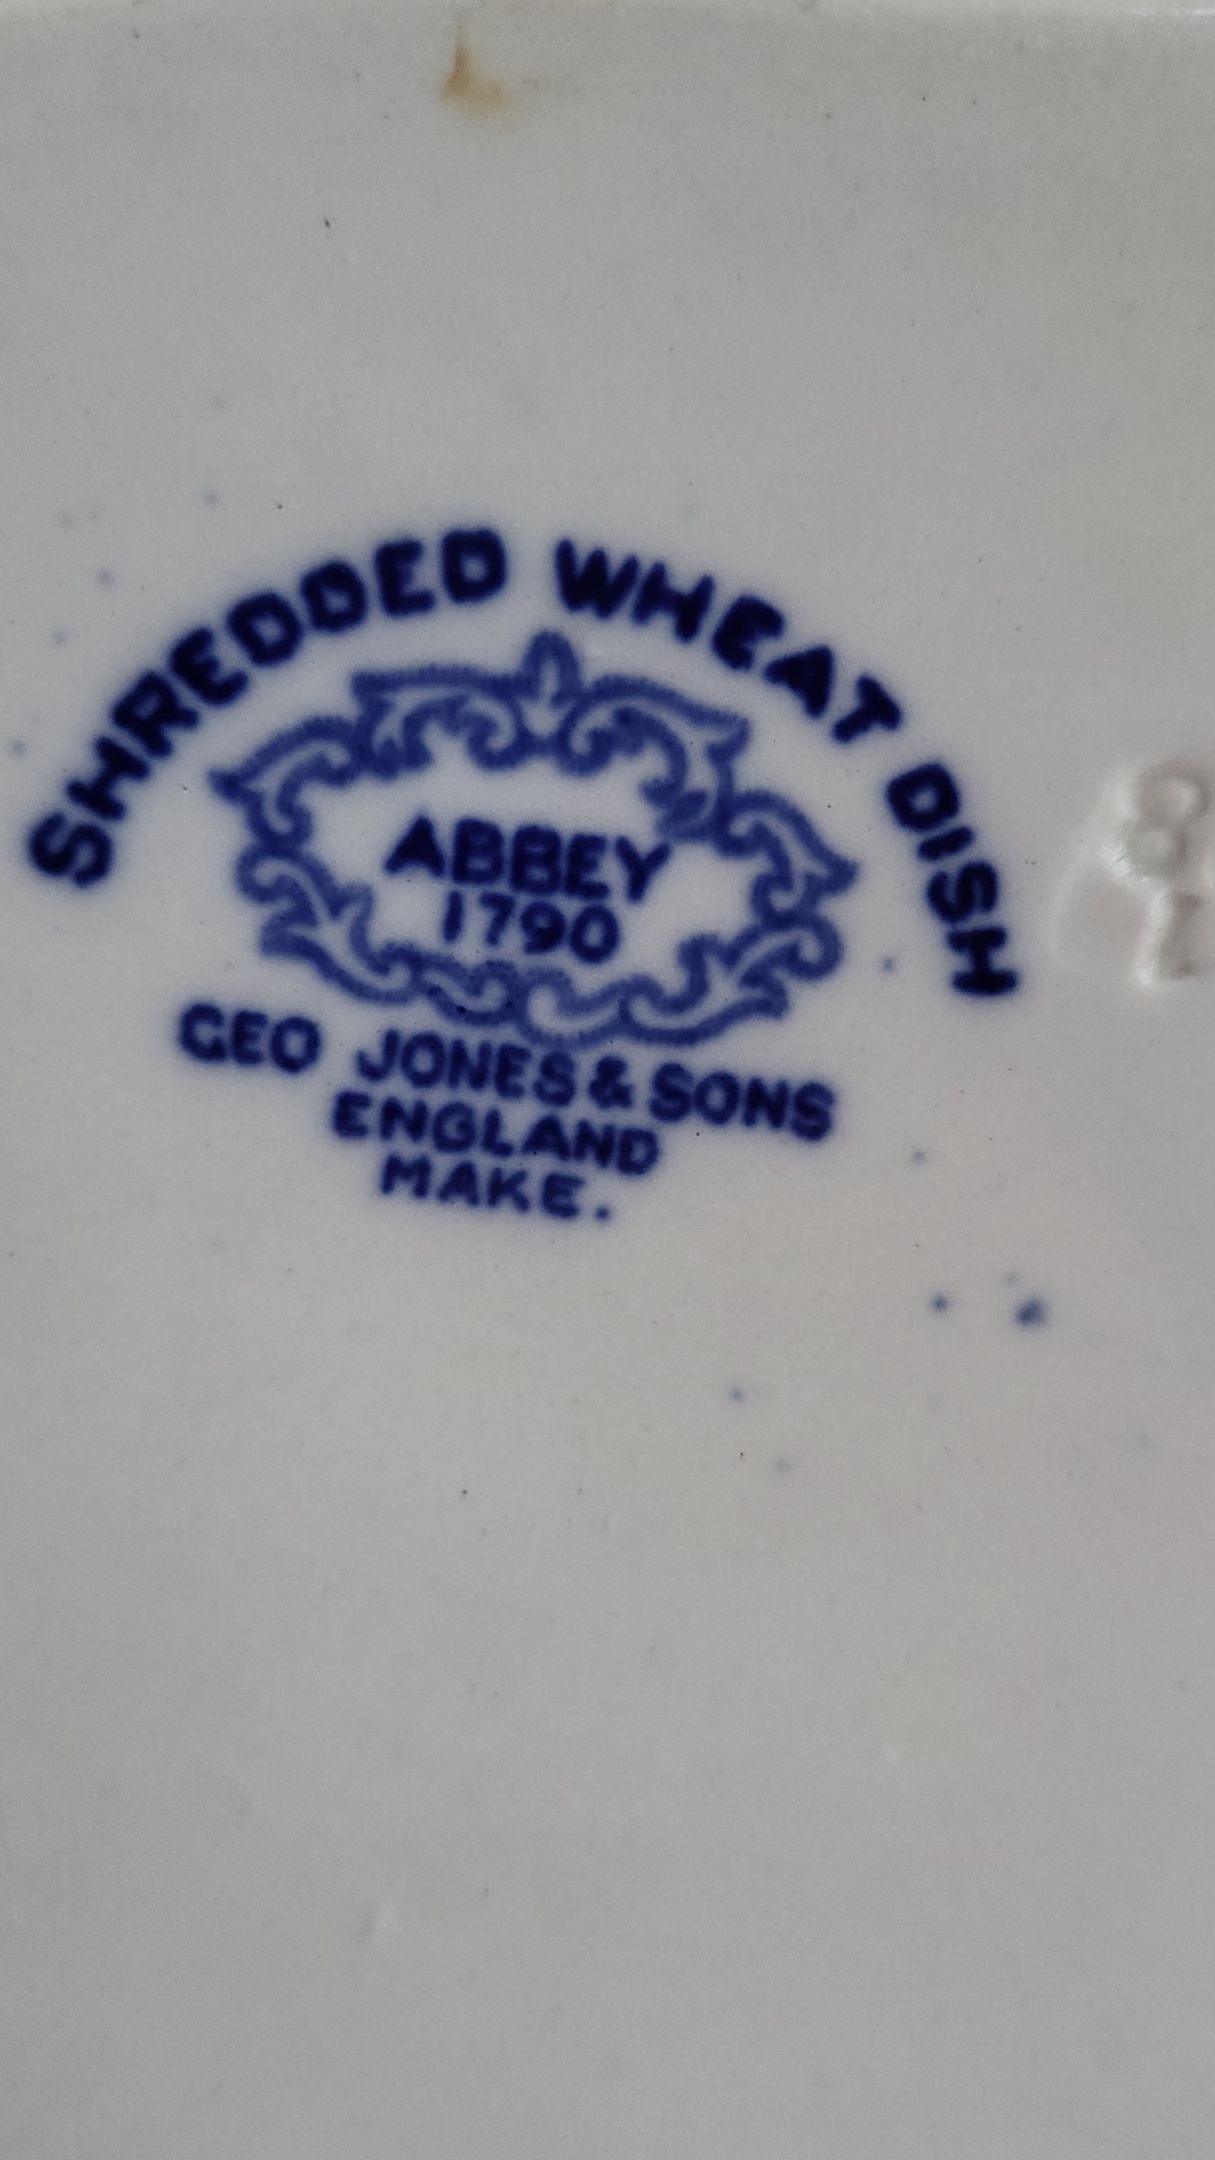 SHREDDED WHEAT DISH
ABBEY
1790
GEO JONES & SONS
ENGLAND
MAKE.